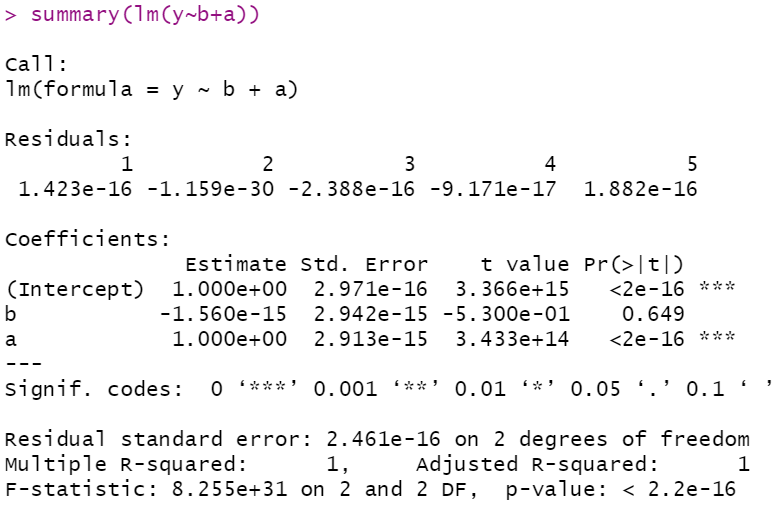 > summary(lm(y~b+a))
Call:
lm(formula = y ~ b + a)
Residuals:
1 2 3 4 5
1.423e-16 -1.159e-30 -2.388e-16 -9.171e-17 1.882e-16
Coefficients:
Estimate Std. Error t value Pr(>|t|)
(Intercept) 1.000e+00 2.971e-16 3.366e+15 <2e-16 ***
b -1.560e-15 2.942e-15 -5.300e-01 0.649
a 1.000e+00 2.913e-15 3.433e+14 <2e-16 ***
---
Signif. codes: 0 ‘***’ 0.001 ‘**’ 0.01 ‘*’ 0.05 ‘.’ 0.1 ‘ ’
Residual standard error: 2.461e-16 on 2 degrees of freedom
Multiple R-squared: 1, Adjusted R-squared: 1
F-statistic: 8.255e+31 on 2 and 2 DF, p-value: < 2.2e-16